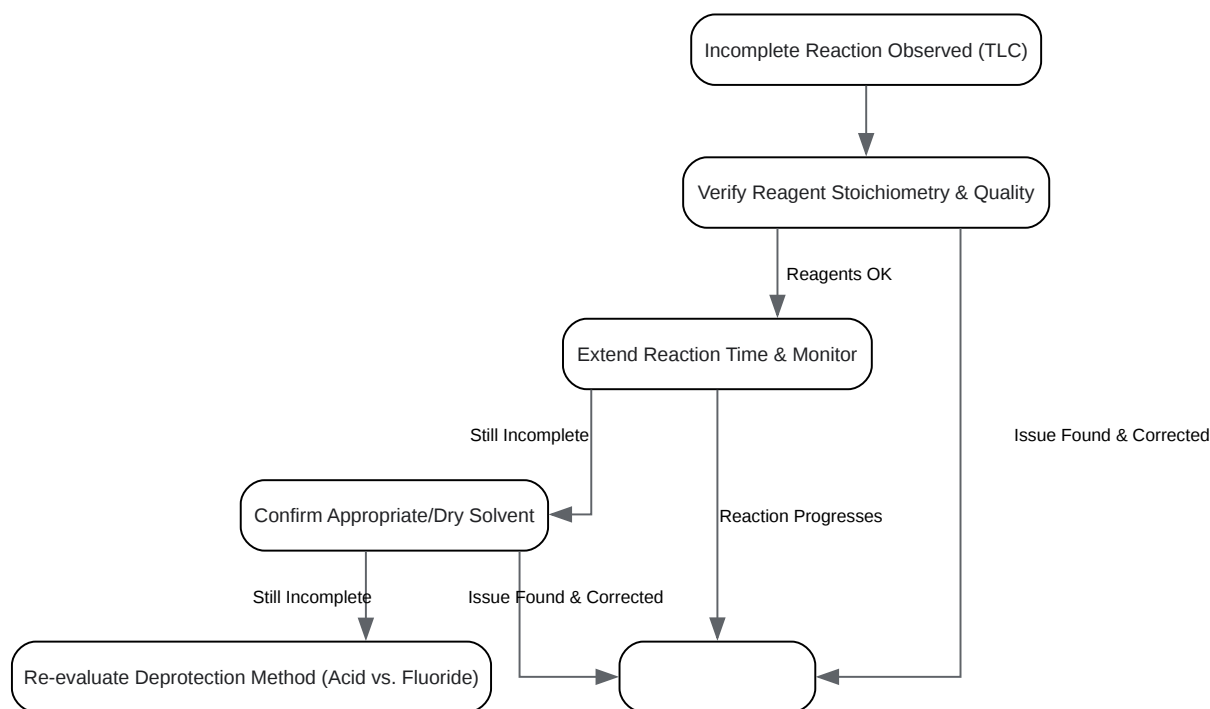 Incomplete Reaction Observed (TLC)
Verify Reagent Stoichiometry & Quality
Reagents OK
Extend Reaction Time & Monitor
Still Incomplete
Issue Found & Corrected
Confirm Appropriate/Dry Solvent
Reaction Progresses
Still Incomplete
Issue Found & Corrected
Re-evaluate Deprotection Method (Acid vs. Fluoride)